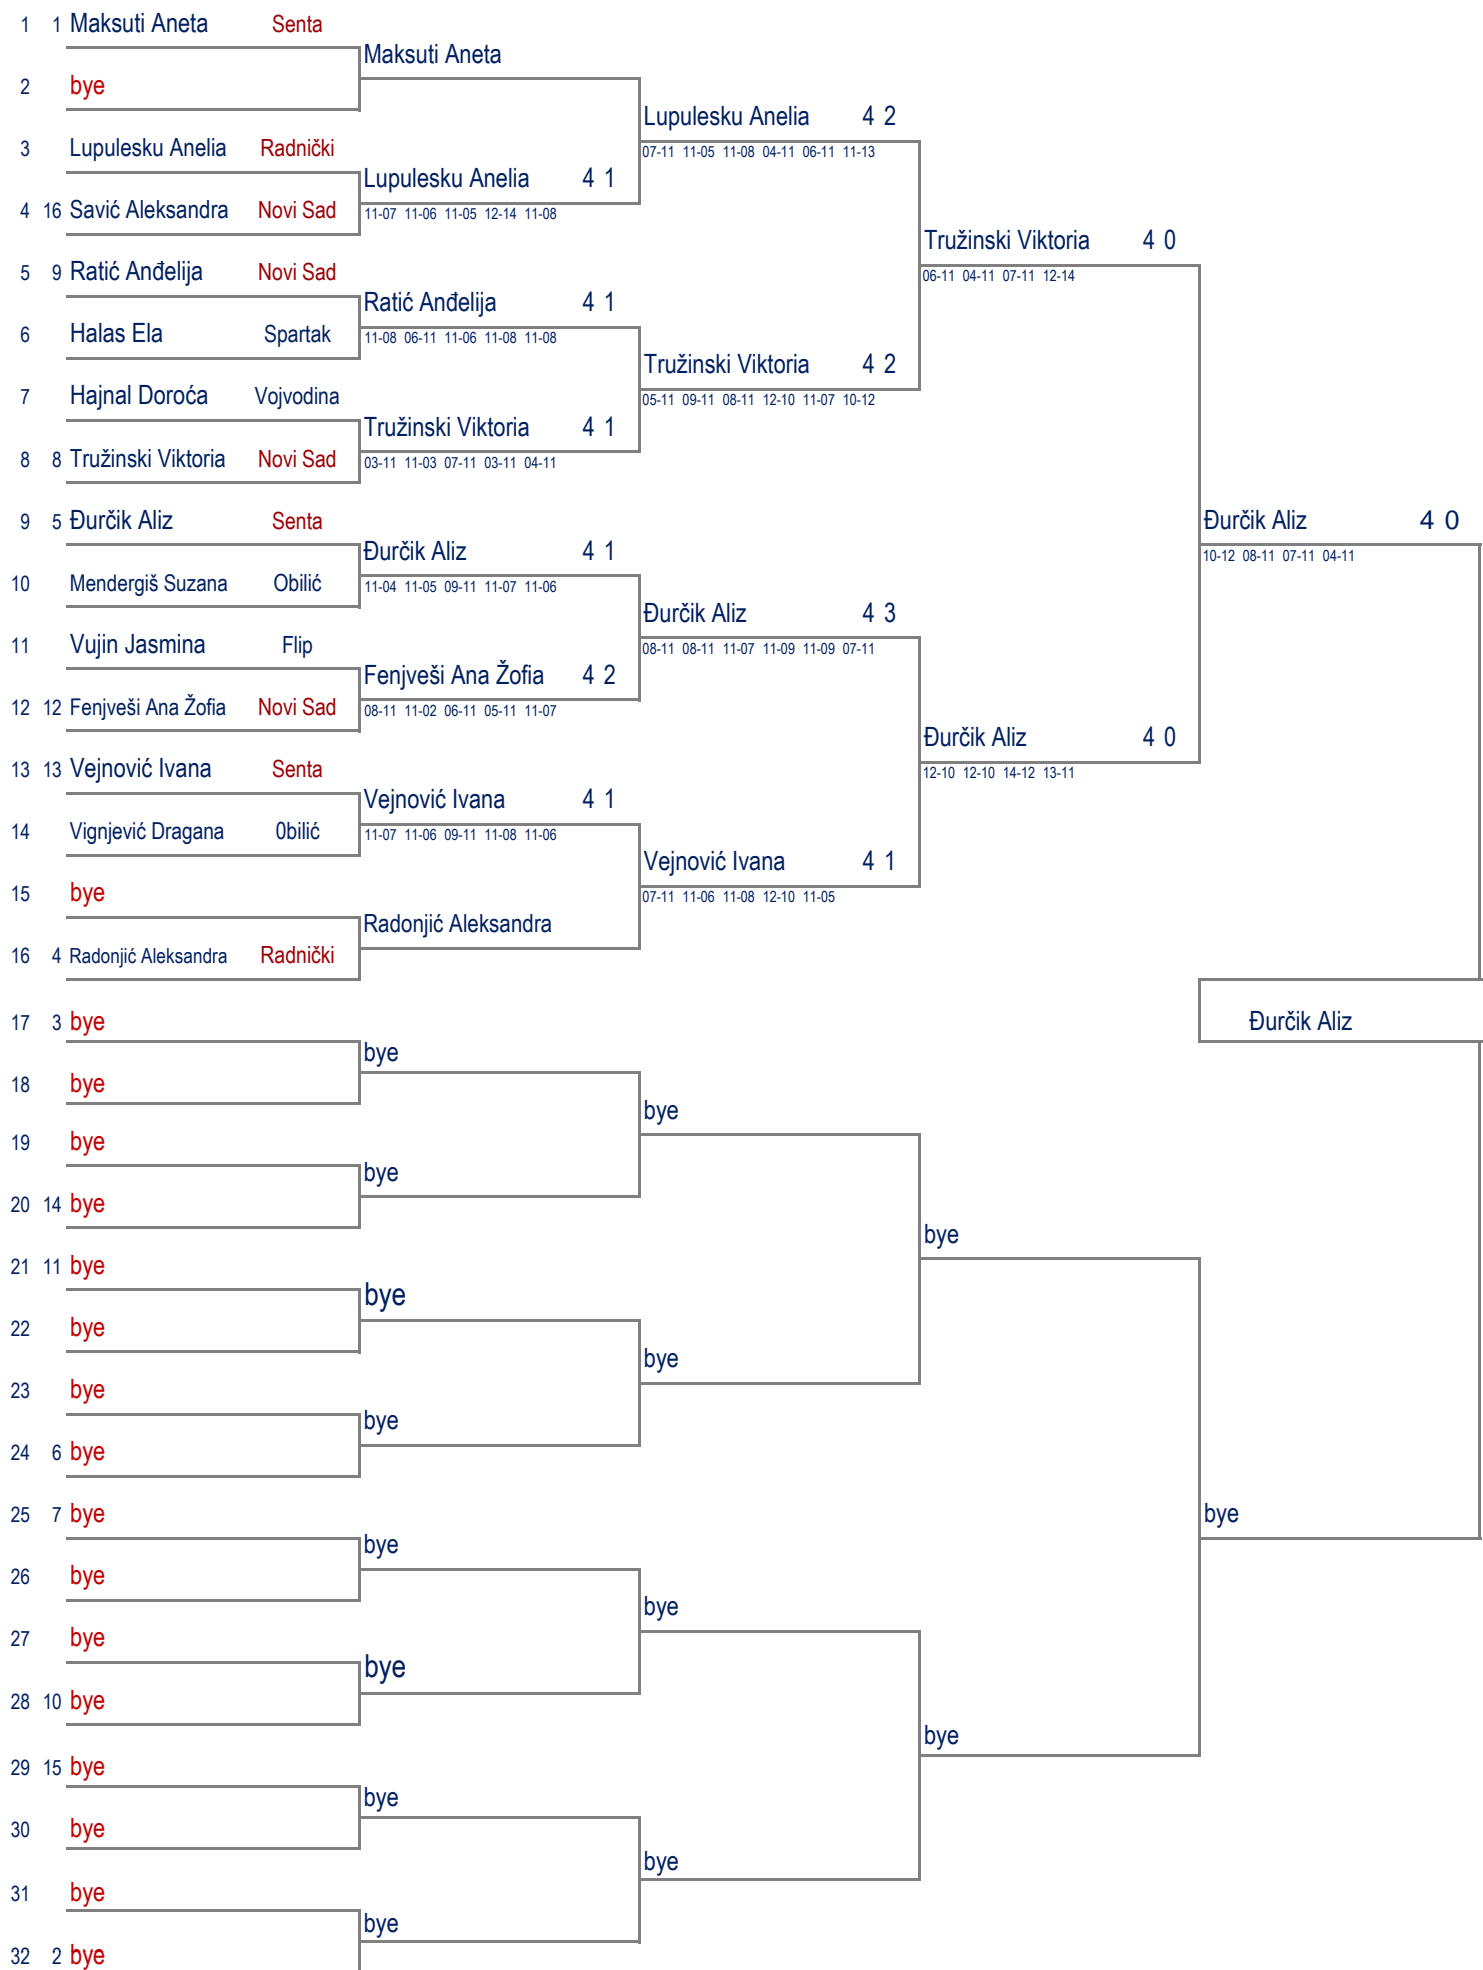 1 1 Maksuti Aneta Senta
Maksuti Aneta
2 bye
Lupulesku Anelia 4 2
3 Lupulesku Anelia Radnički
07-11 11-05 11-08 04-11 06-11 11-13
Lupulesku Anelia 4 1
4 16 Savić Aleksandra Novi Sad
11-07 11-06 11-05 12-14 11-08
Tružinski Viktoria 4 0
5 9 Ratić Anđelija Novi Sad
06-11 04-11 07-11 12-14
Ratić Anđelija 4 1
6 Halas Ela Spartak
11-08 06-11 11-06 11-08 11-08
Tružinski Viktoria 4 2
7 Hajnal Doroća Vojvodina
05-11 09-11 08-11 12-10 11-07 10-12
Tružinski Viktoria 4 1
8 8 Tružinski Viktoria Novi Sad
03-11 11-03 07-11 03-11 04-11
9 5 Đurčik Aliz Senta
Đurčik Aliz 4 0
Đurčik Aliz 4 1
10-12 08-11 07-11 04-11
10 Mendergiš Suzana Obilić
11-04 11-05 09-11 11-07 11-06
Đurčik Aliz 4 3
11 Vujin Jasmina Flip
08-11 08-11 11-07 11-09 11-09 07-11
Fenjveši Ana Žofia 4 2
12 12 Fenjveši Ana Žofia Novi Sad
08-11 11-02 06-11 05-11 11-07
Đurčik Aliz 4 0
13 13 Vejnović Ivana Senta
12-10 12-10 14-12 13-11
Vejnović Ivana 4 1
14 Vignjević Dragana 0bilić
11-07 11-06 09-11 11-08 11-06
Vejnović Ivana 4 1
15 bye
07-11 11-06 11-08 12-10 11-05
Radonjić Aleksandra
16 4 Radonjić Aleksandra Radnički
17 3 bye
Đurčik Aliz
bye
18 bye
bye
19 bye
bye
20 14 bye
bye
21 11 bye
bye
22 bye
bye
23 bye
bye
24 6 bye
25 7 bye
bye
bye
26 bye
bye
27 bye
bye
28 10 bye
bye
29 15 bye
bye
30 bye
bye
31 bye
bye
32 2 bye